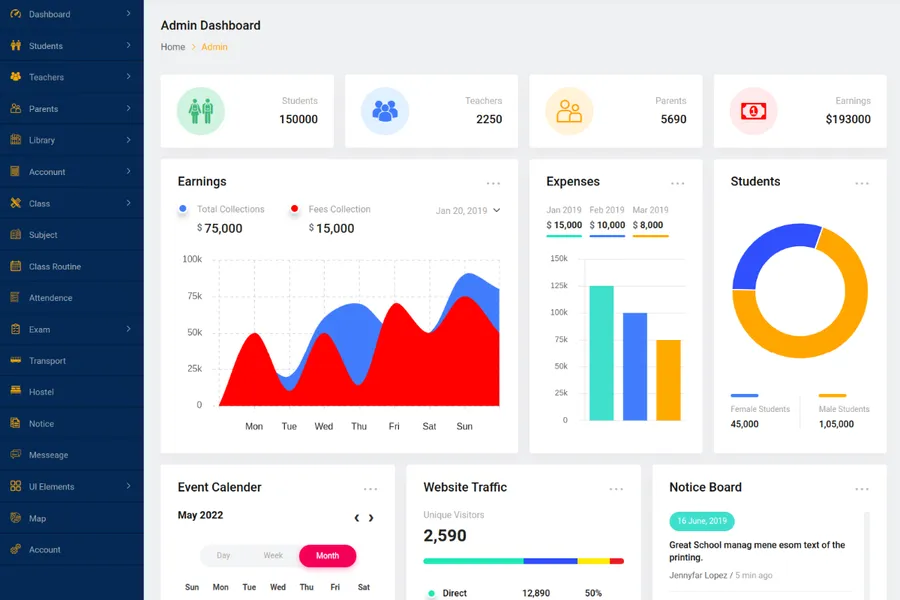 Dashboard
Students
Teachers
Parents
Library
Acconunt
Class
Subject
Class Routine
Attendence
Exam
Transport
Hostel
Notice
Messeage
UI Elements
Map
Account
Admin Dashboard
Home > Admin
Students
150000
Teachers
2250
Parents
5690
Earnings
$193000
Earnings
Total Collections
$ 75,000
Fees Collection
$ 15,000
Jan 20, 2019
100k
75k
50k
25k
0
Mon Tue Wed Thu Fri Sat Sun
Expenses
Jan 2019 Feb 2019 Mar 2019
$ 15,000 $ 10,000 $ 8,000
150k
125k
100k
75k
50k
25k
0
Students
Female Students
45,000
Male Students
1,05,000
Event Calender
May 2022
Day Week Month
Sun Mon Tue Wed Thu Fri Sat
Website Traffic
Unique Visitors
2,590
Direct 12,890 50%
Notice Board
16 June, 2019
Great School manag mene esom text of the
printing.
Jennyfar Lopez / 5 min ago